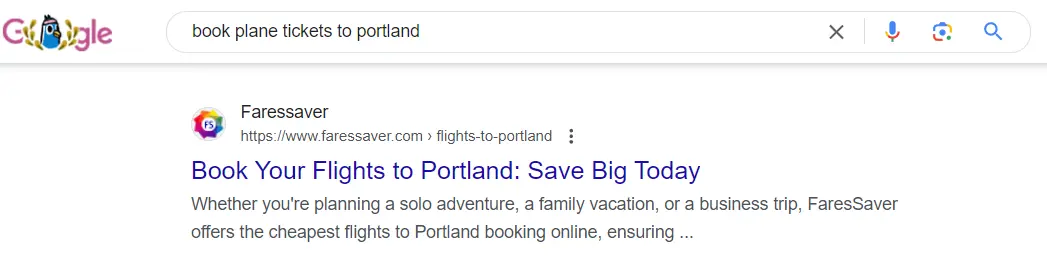 Google
book plane tickets to portland
FS
Faressaver
https://www.faressaver.com › flights-to-portland
Book Your Flights to Portland: Save Big Today
Whether you're planning a solo adventure, a family vacation, or a business trip, FaresSaver
offers the cheapest flights to Portland booking online, ensuring ...